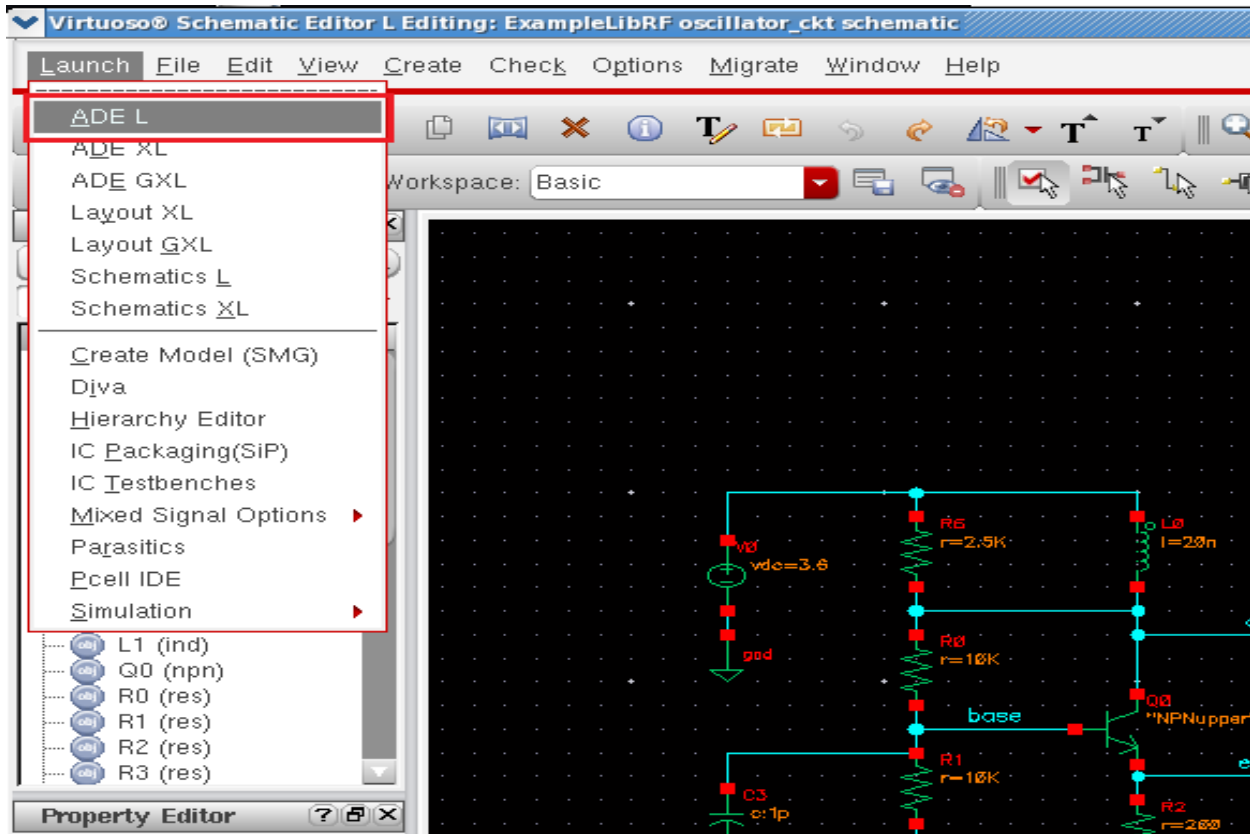 Virtuoso® Schematic Editor L Editing: ExampleLibRF oscillator_ckt schematic
Launch File Edit View Create Check Options Migrate Window Help
ADE L
ADE XL
ADE GXL
Layout XL
Layout GXL
Schematics L
Schematics XL
Create Model (SMG)
Diva
Hierarchy Editor
IC Packaging(SiP)
IC Testbenches
Mixed Signal Options
Parasitics
Pcell IDE
Simulation
Workspace: Basic
L1 (ind)
Q0 (npn)
R0 (res)
R1 (res)
R2 (res)
R3 (res)
Property Editor
V0
vdc=3.6
gnd
R6
r=2.5K
L0
l=20n
R0
r=10K
base
Q0
"NPNupper
R1
r=10K
C3
c:1p
R2
r=200